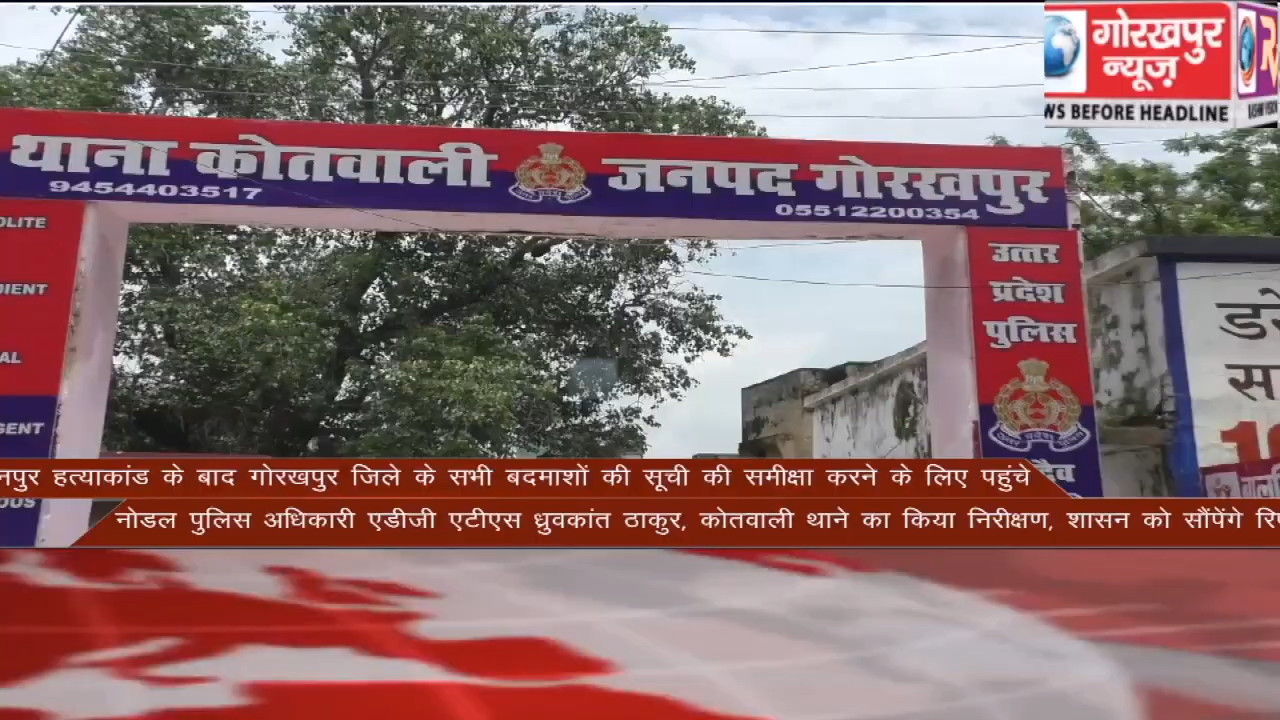 गोरखपुर
न्यूज़
WS BEFORE HEADLINE
थाना कोतवाली जनपद गोरखपुर
9454403517 05512200354
OLITE
DIENT
AL
GENT
OUS
उत्तर
प्रदेश
पुलिस
नपुर हत्याकांड के बाद गोरखपुर जिले के सभी बदमाशों की सूची की समीक्षा करने के लिए पहुंचे
नोडल पुलिस अधिकारी एडीजी एटीएस ध्रुवकांत ठाकुर, कोतवाली थाने का किया निरीक्षण, शासन को सौंपेंगे रि